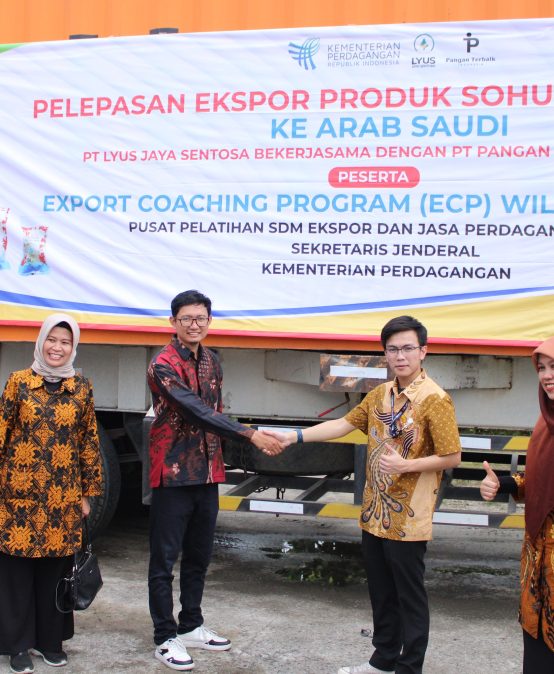 KEMENTERIAN
PERDAGANGAN
REPUBLIK INDONESIA
LYUS
Pangan Terbaik
INDONESIA
PELEPASAN EKSPOR PRODUK SOHU
KE ARAB SAUDI
PT LYUS JAYA SENTOSA BEKERJASAMA DENGAN PT PANGAN
PESERTA
EXPORT COACHING PROGRAM (ECP) WIL
PUSAT PELATIHAN SDM EKSPOR DAN JASA PERDAGAN
SEKRETARIS JENDERAL
KEMENTERIAN PERDAGANGAN